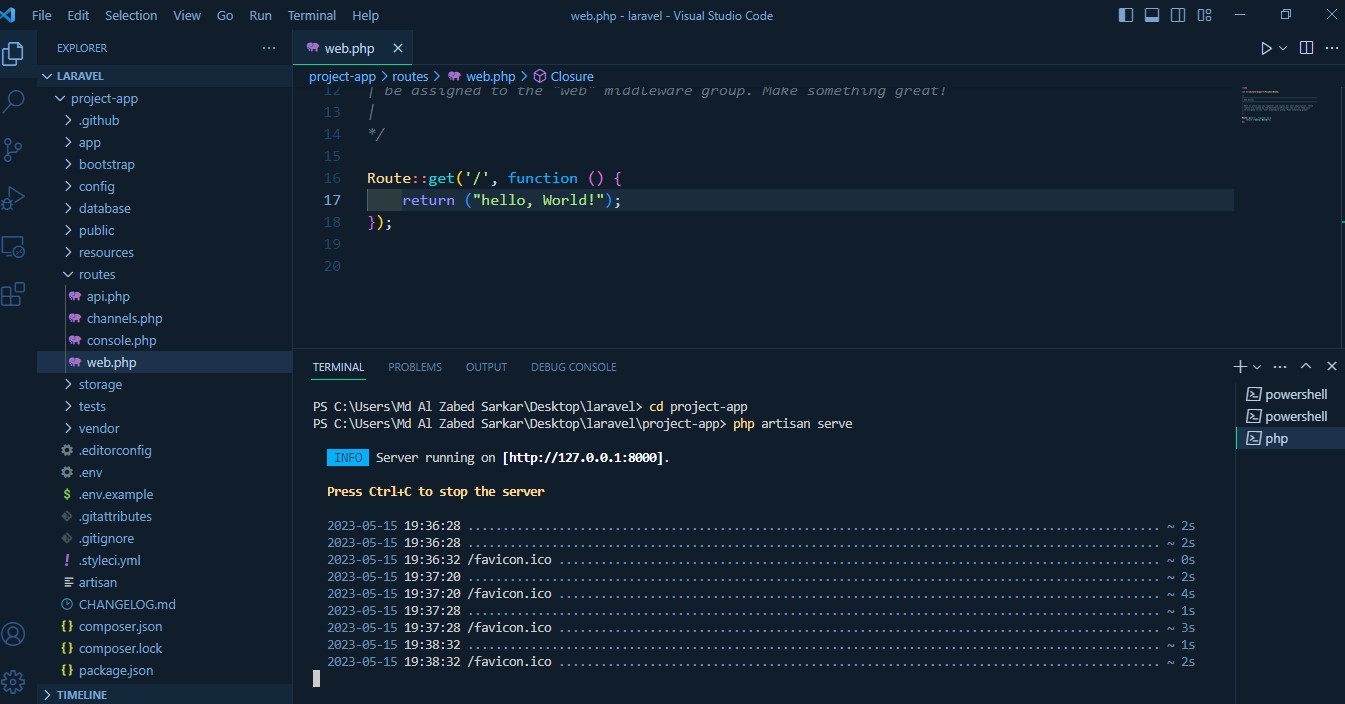 File Edit Selection View Go Run Terminal Help
web.php - laravel - Visual Studio Code
EXPLORER
LARAVEL
project-app
.github
app
bootstrap
config
database
public
resources
routes
api.php
channels.php
console.php
web.php
storage
tests
vendor
.editorconfig
.env
$ .env.example
.gitattributes
.gitignore
! .styleci.yml
artisan
CHANGELOG.md
{} composer.json
{} composer.lock
{} package.json
TIMELINE
web.php
project-app > routes > web.php > Closure
12 | be assigned to the "web" middleware group. Make something great!
13 |
14 */
15
16 Route::get('/', function () {
17 return ("hello, World!");
18 });
19
20
TERMINAL PROBLEMS OUTPUT DEBUG CONSOLE
PS C:\Users\Md Al Zabed Sarkar\Desktop\laravel> cd project-app
PS C:\Users\Md Al Zabed Sarkar\Desktop\laravel\project-app> php artisan serve
INFO Server running on [http://127.0.0.1:8000].
Press Ctrl+C to stop the server
2023-05-15 19:36:28 ................................................................................................... ~ 2s
2023-05-15 19:36:28 ................................................................................................... ~ 2s
2023-05-15 19:36:32 /favicon.ico ...................................................................................... ~ 0s
2023-05-15 19:37:20 ................................................................................................... ~ 2s
2023-05-15 19:37:20 /favicon.ico ...................................................................................... ~ 4s
2023-05-15 19:37:28 ................................................................................................... ~ 1s
2023-05-15 19:37:28 /favicon.ico ...................................................................................... ~ 3s
2023-05-15 19:38:32 ................................................................................................... ~ 1s
2023-05-15 19:38:32 /favicon.ico ...................................................................................... ~ 2s
powershell
powershell
php